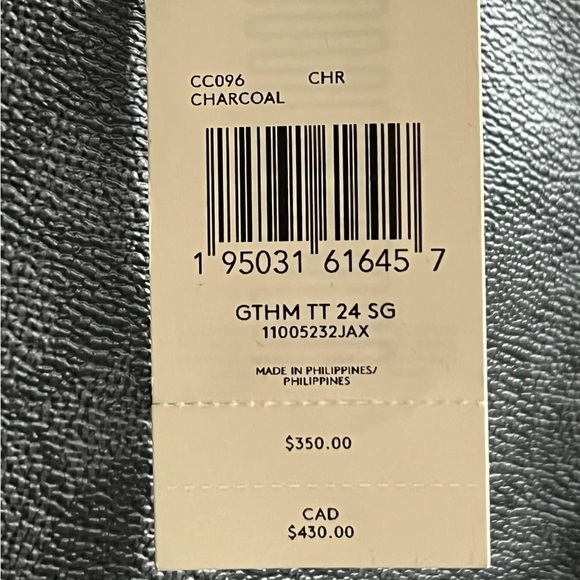 CC096 CHR
CHARCOAL
1 95031 61645 7
GTHM TT 24 SG
11005232JAX
MADE IN PHILIPPINES/
PHILIPPINES
$350.00
CAD
$430.00